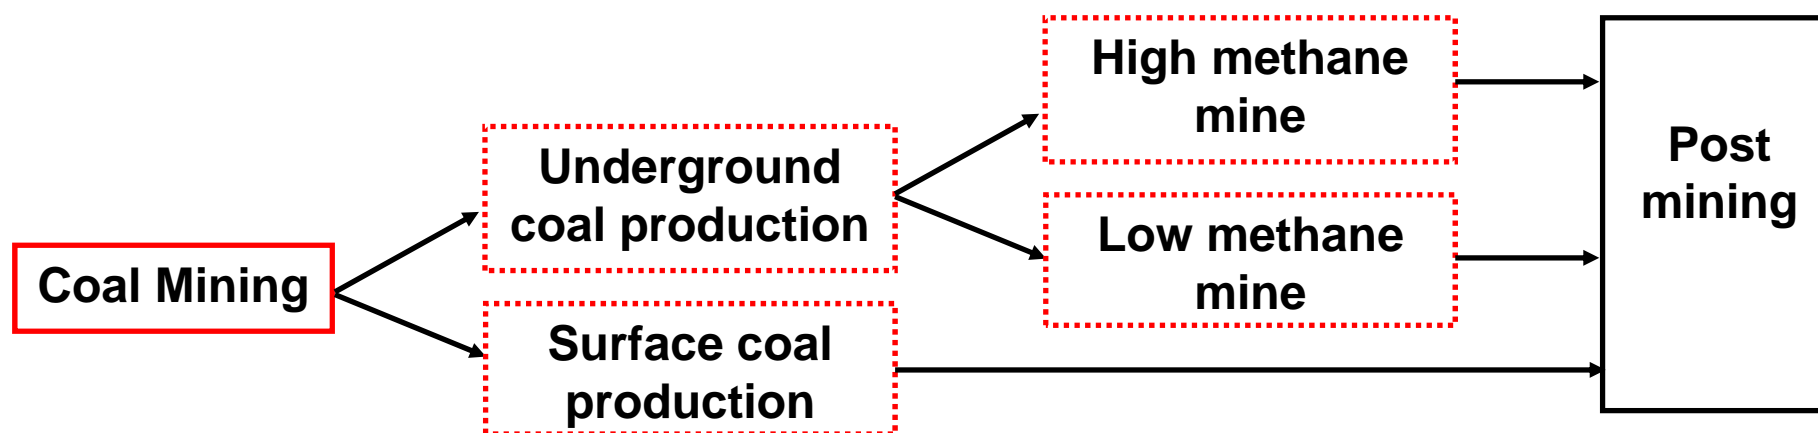 Coal Mining
Underground
coal production
Surface coal
production
High methane
mine
Low methane
mine
Post
mining